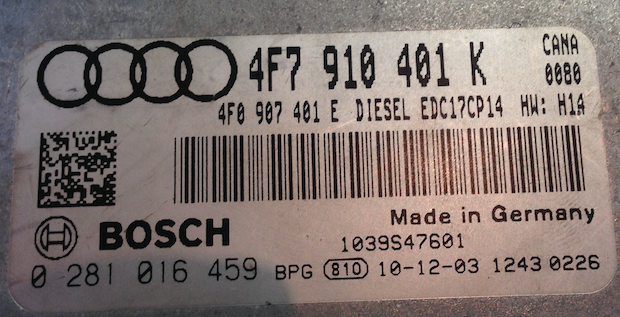 4F7 910 401 K CANA
0080
4F0 907 401 E DIESEL EDC17CP14 HW: H1A
Made in Germany
BOSCH 1039S47601
0 281 016 459 BPG 810 10-12-03 1243 0226